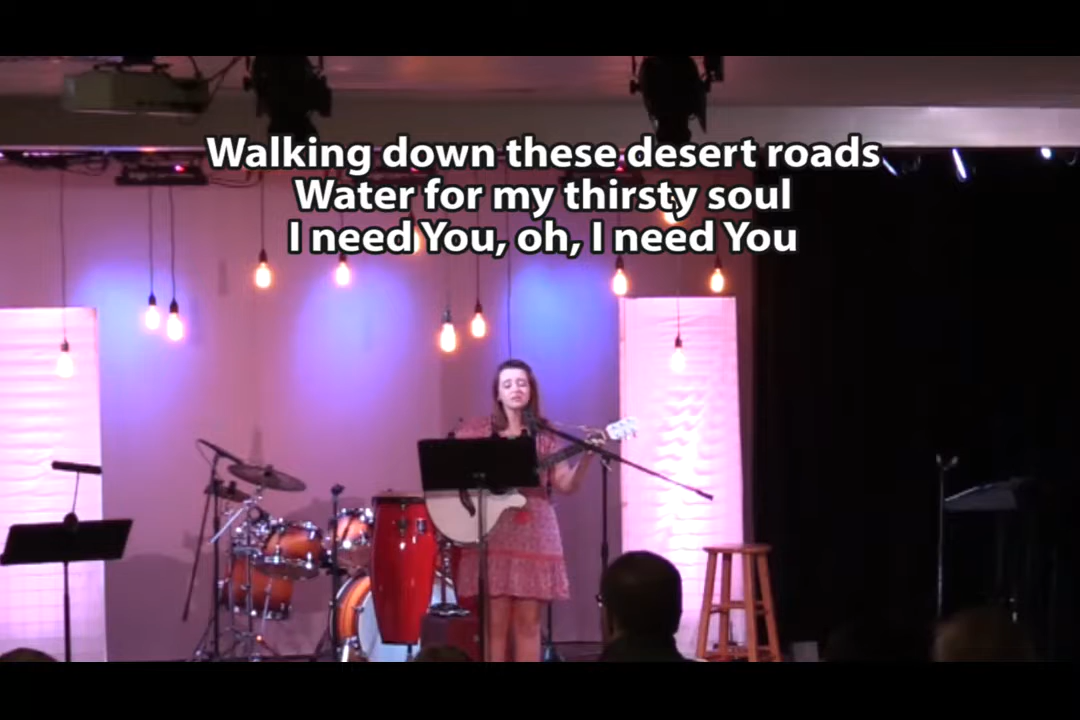 Walking down these desert roads
Water for my thirsty soul
I need You, oh, I need You